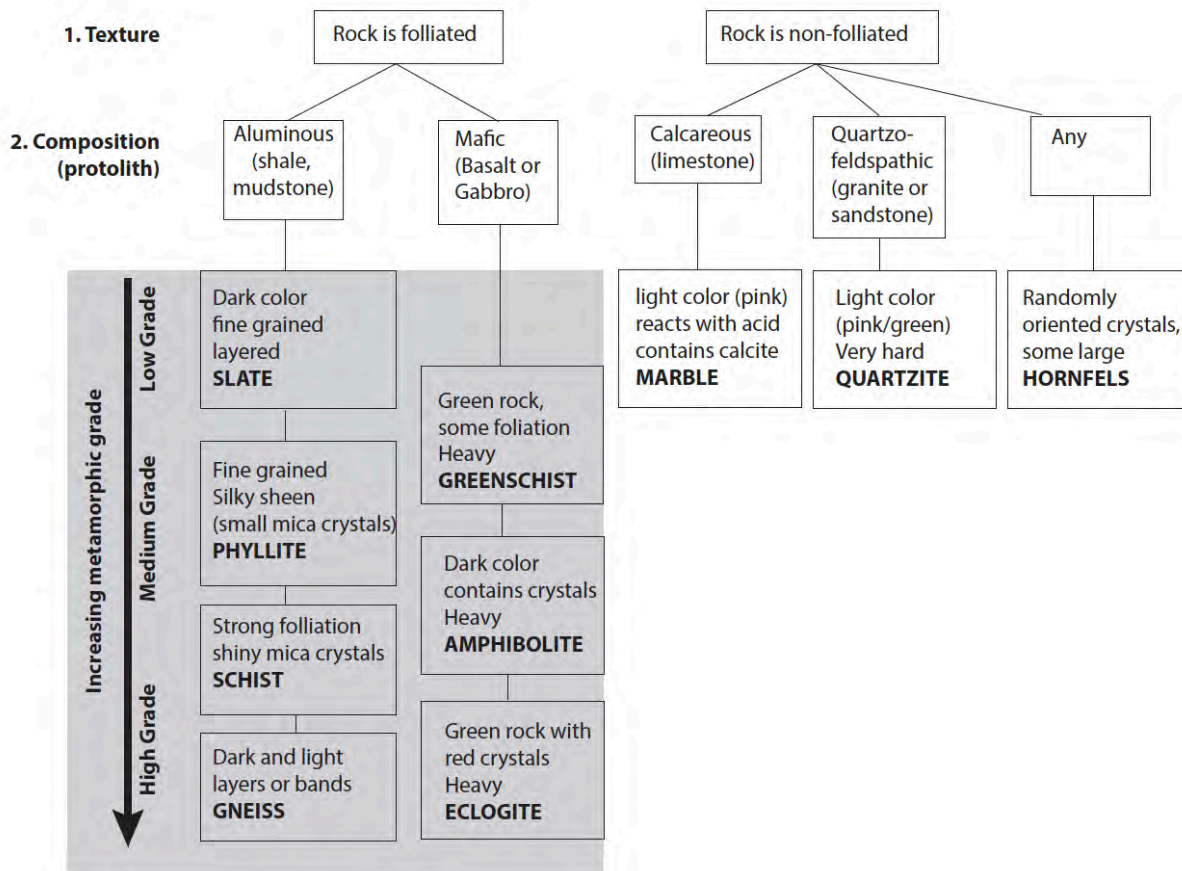 1. Texture
Rock is folliated
Rock is non-folliated
2. Composition
(protolith)
Aluminous
(shale,
mudstone)
Mafic
(Basalt or
Gabbro)
Calcareous
(limestone)
Quartzo-
feldspathic
(granite or
sandstone)
Any
Increasing metamorphic grade
Low Grade
Medium Grade
High Grade
Dark color
fine grained
layered
SLATE
Fine grained
Silky sheen
(small mica crystals)
PHYLLITE
Strong folliation
shiny mica crystals
SCHIST
Dark and light
layers or bands
GNEISS
Green rock,
some foliation
Heavy
GREENSCHIST
Dark color
contains crystals
Heavy
AMPHIBOLITE
Green rock with
red crystals
Heavy
ECLOGITE
light color (pink)
reacts with acid
contains calcite
MARBLE
Light color
(pink/green)
Very hard
QUARTZITE
Randomly
oriented crystals,
some large
HORNFELS